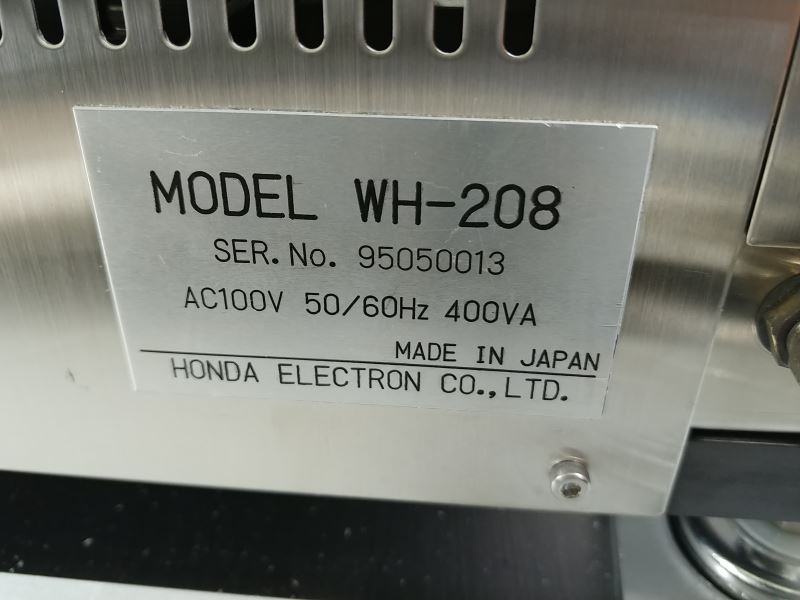 MODEL WH-208
SER. No. 95050013
AC100V 50/60Hz 400VA
MADE IN JAPAN
HONDA ELECTRON CO.,LTD.